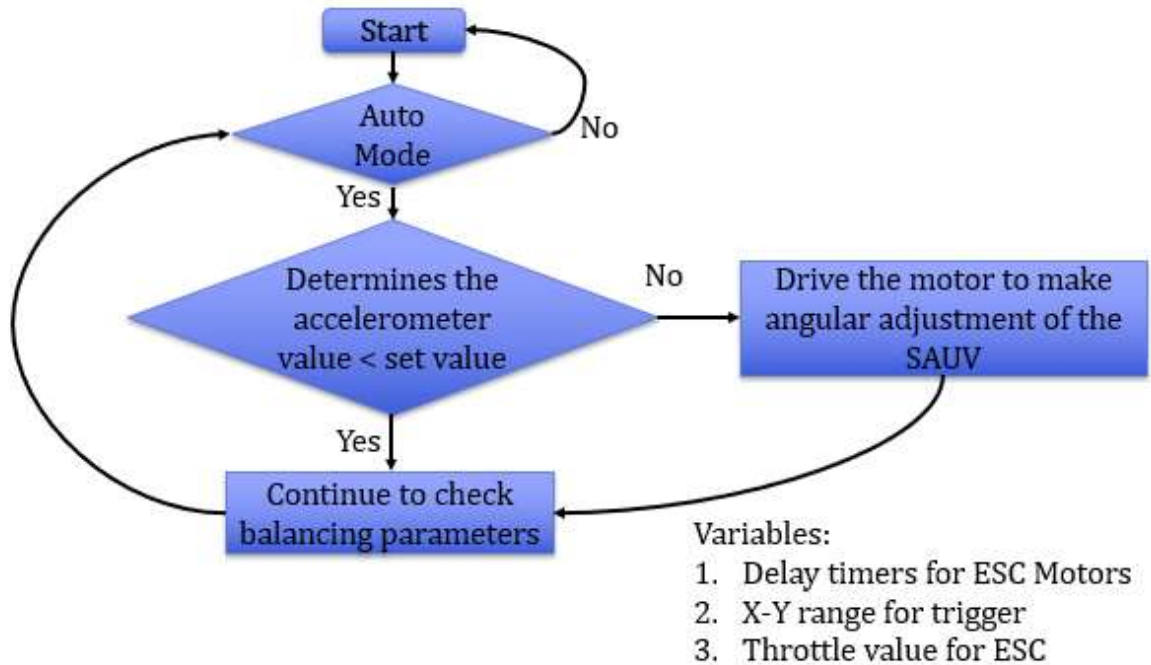 Start
Auto
Mode
No
Yes
Determines the
accelerometer
value < set value
No
Drive the motor to make
angular adjustment of the
SAUV
Yes
Continue to check
balancing parameters
Variables:
1. Delay timers for ESC Motors
2. X-Y range for trigger
3. Throttle value for ESC